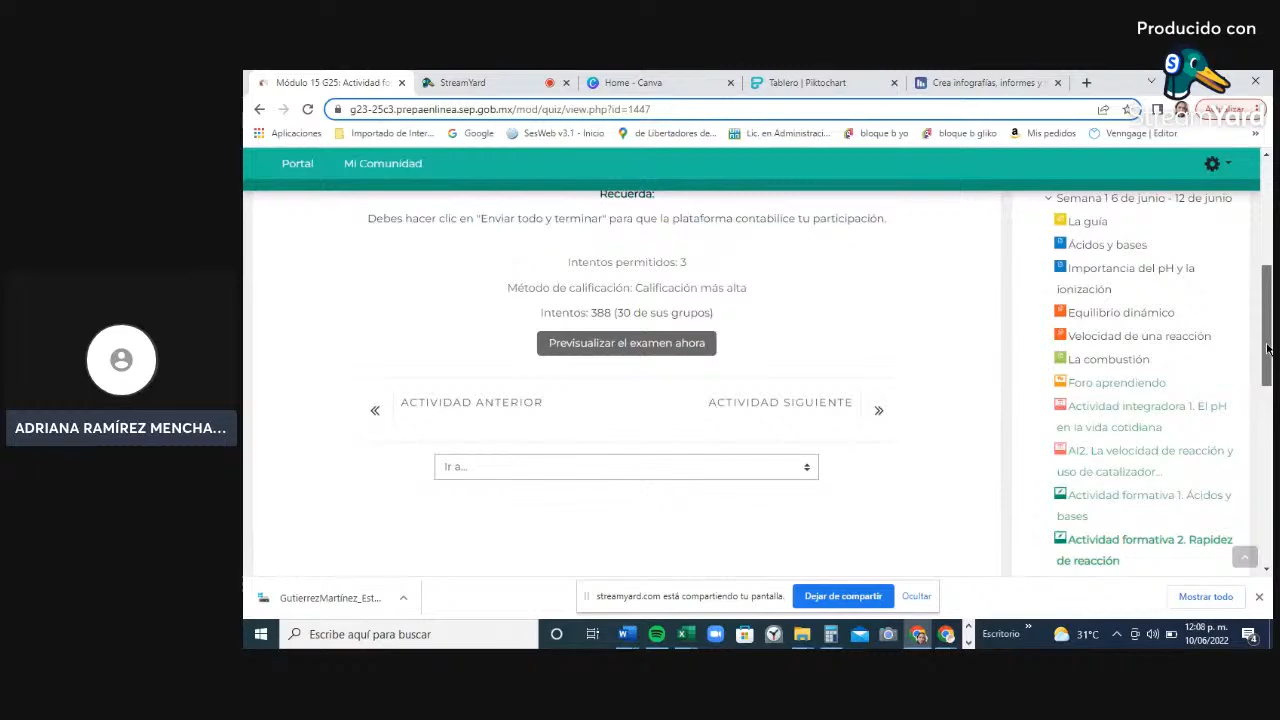 Producido con
StreamYard
Módulo 15 G25: Actividad fo
StreamYard
Home - Canva
Tablero | Piktochart
Crea infografías, informes y
g23-25c3.prepaenlinea.sep.gob.mx/mod/quiz/view.php?id=1447
Actualizar
Aplicaciones
Importado de Inter...
Google
SesWeb v3.1 - Inicio
de Libertadores de...
Lic. en Administraci...
bloque b yo
bloque b gliko
Mis pedidos
Venngage | Editor
Portal
Mi Comunidad
Recuerda:
Debes hacer clic en "Enviar todo y terminar" para que la plataforma contabilice tu participación.
Intentos permitidos: 3
Método de calificación: Calificación más alta
Intentos: 388 (30 de sus grupos)
Previsualizar el examen ahora
ACTIVIDAD ANTERIOR
ACTIVIDAD SIGUIENTE
Ir a...
Semana 1 6 de junio - 12 de junio
La guía
Ácidos y bases
Importancia del pH y la
ionización
Equilibrio dinámico
Velocidad de una reacción
La combustión
Foro aprendiendo
Actividad integradora 1. El pH
en la vida cotidiana
AI2. La velocidad de reacción y
uso de catalizador...
Actividad formativa 1. Ácidos y
bases
Actividad formativa 2. Rapidez
de reacción
ADRIANA RAMÍREZ MENCHA...
GutierrezMartínez_Est...
streamyard.com está compartiendo tu pantalla.
Dejar de compartir
Ocultar
Mostrar todo
Escribe aquí para buscar
Escritorio
31°C
12:08 p. m.
10/06/2022
4